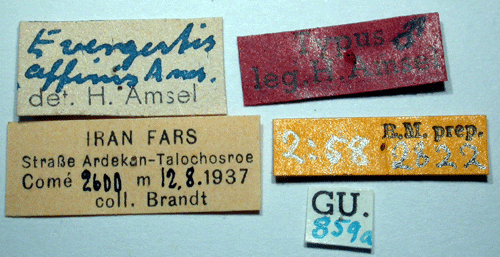 Evergestis
affinis Ams.
det. H. Amsel
Typus ♂
leg. H. Amsel
IRAN FARS
Straße Ardekan-Talochosroe
Comé 2600 m 12.8.1937
coll. Brandt
R.M. prep.
2:58 2322
GU.
859a